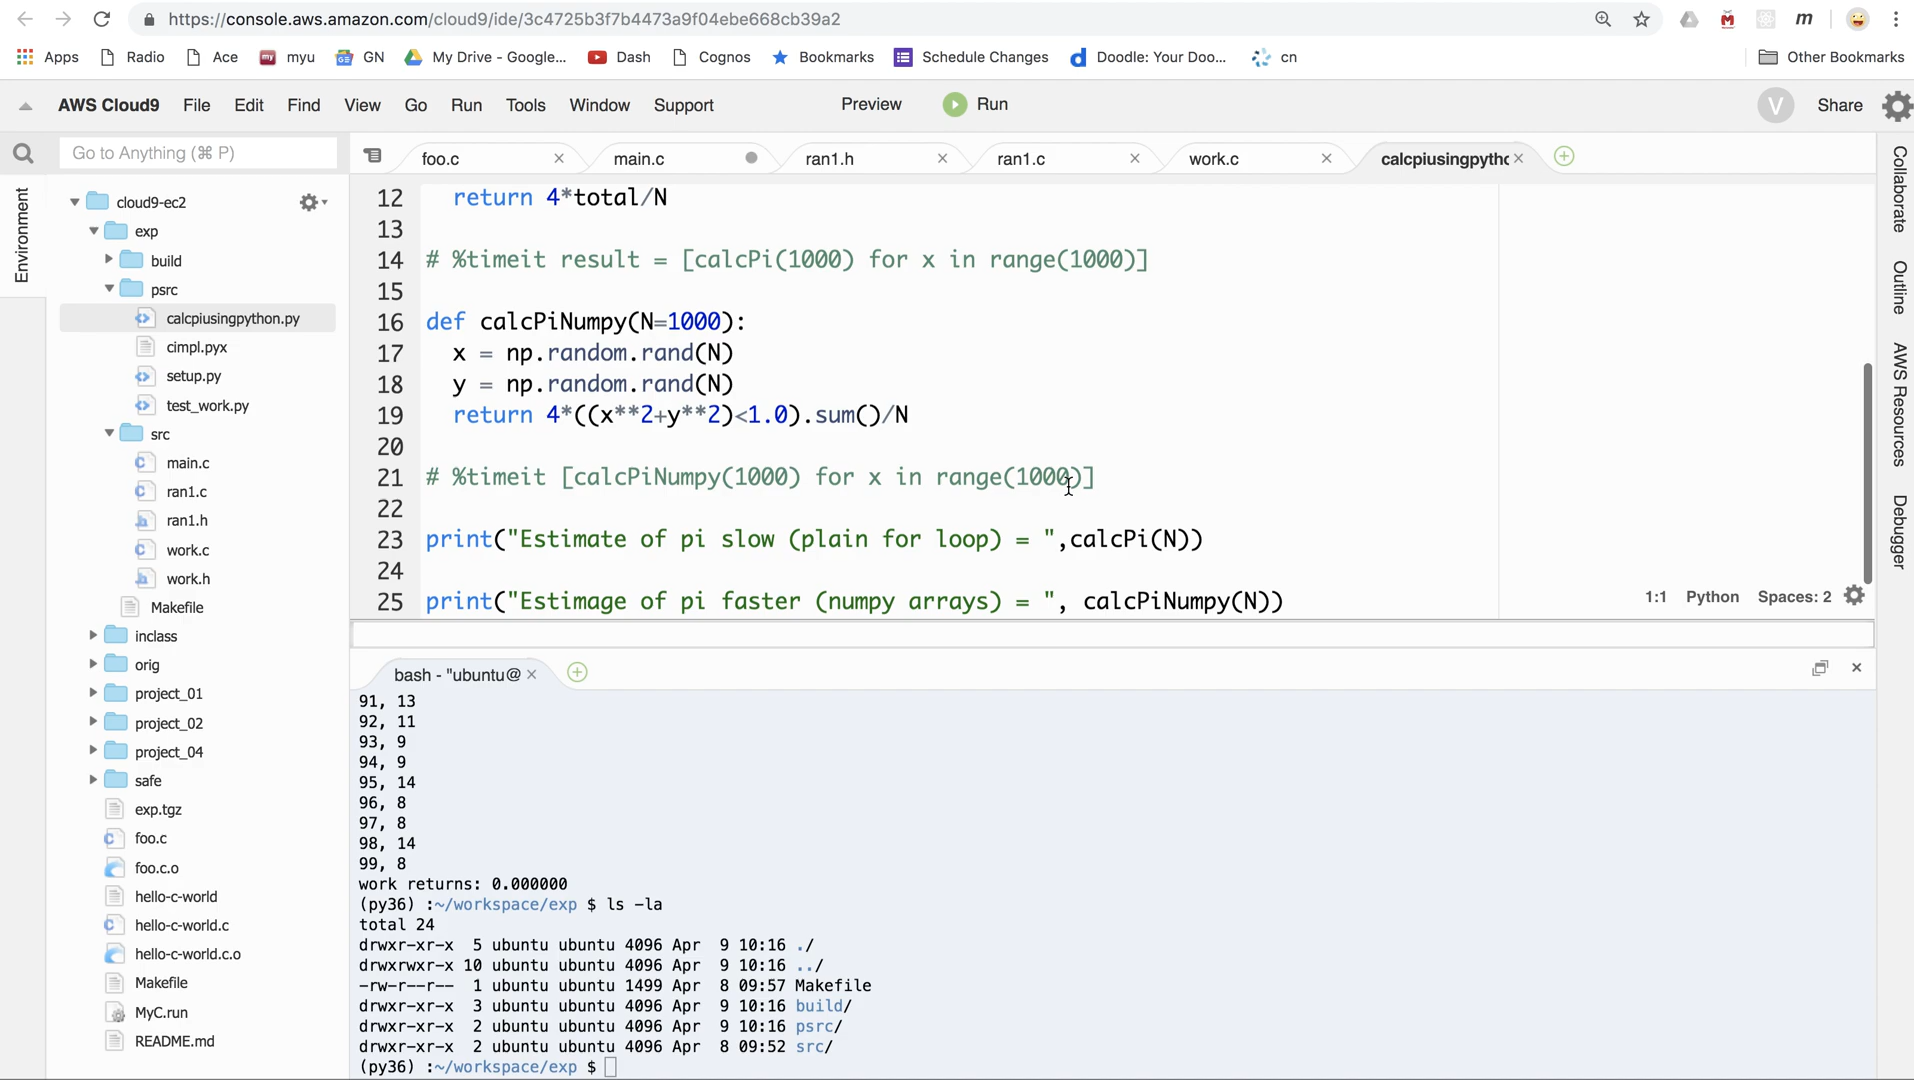 https://console.aws.amazon.com/cloud9/ide/3c4725b3f7b4473a9f04ebe668cb39a2
Apps Radio Ace myu GN My Drive - Google... Dash Cognos Bookmarks Schedule Changes Doodle: Your Doo... cn Other Bookmarks
AWS Cloud9 File Edit Find View Go Run Tools Window Support Preview Run V Share
Go to Anything (⌘ P)
foo.c main.c ran1.h ran1.c work.c calcpiusingpythc
Environment
cloud9-ec2
exp
build
psrc
calcpiusingpython.py
cimpl.pyx
setup.py
test_work.py
src
main.c
ran1.c
ran1.h
work.c
work.h
Makefile
inclass
orig
project_01
project_02
project_04
safe
exp.tgz
foo.c
foo.c.o
hello-c-world
hello-c-world.c
hello-c-world.c.o
Makefile
MyC.run
README.md
12 return 4*total/N
13
14 # %timeit result = [calcPi(1000) for x in range(1000)]
15
16 def calcPiNumpy(N=1000):
17 x = np.random.rand(N)
18 y = np.random.rand(N)
19 return 4*((x**2+y**2)<1.0).sum()/N
20
21 # %timeit [calcPiNumpy(1000) for x in range(1000)]
22
23 print("Estimate of pi slow (plain for loop) = ",calcPi(N))
24
25 print("Estimage of pi faster (numpy arrays) = ", calcPiNumpy(N))
1:1 Python Spaces: 2
Collaborate
Outline
AWS Resources
Debugger
bash - "ubuntu@
91, 13
92, 11
93, 9
94, 9
95, 14
96, 8
97, 8
98, 14
99, 8
work returns: 0.000000
(py36) :~/workspace/exp $ ls -la
total 24
drwxr-xr-x 5 ubuntu ubuntu 4096 Apr 9 10:16 ./
drwxrwxr-x 10 ubuntu ubuntu 4096 Apr 9 10:16 ../
-rw-r--r-- 1 ubuntu ubuntu 1499 Apr 8 09:57 Makefile
drwxr-xr-x 3 ubuntu ubuntu 4096 Apr 9 10:16 build/
drwxr-xr-x 2 ubuntu ubuntu 4096 Apr 9 10:16 psrc/
drwxr-xr-x 2 ubuntu ubuntu 4096 Apr 8 09:52 src/
(py36) :~/workspace/exp $